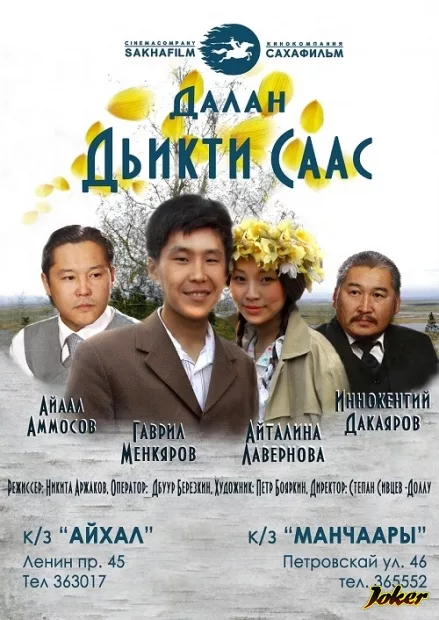 CINEMACOMPANY КИНОКОМПАНИЯ
SAKHAFILM САХАФИЛЬМ
ДАЛАН
ДЬИКТИ СААС
АЙААЛ
АММОСОВ
ГАВРИЛ
МЕНКЯРОВ
АЙТАЛИНА
ЛАВЕРНОВА
ИННОКЕНТИЙ
ДАКАЯРОВ
РЕЖИССЕР: НИКИТА АРЖАКОВ, ОПЕРАТОР: ДБУУР БЕРЕЗКИН, ХУДОЖНИК: ПЕТР БОЯРКИН, ДИРЕКТОР: СТЕПАН СИВЦЕВ -ДОЛЛУ
к/з "АЙХАЛ"
Ленин пр. 45
Тел 363017
к/з "МАНЧААРЫ"
Петровскай ул. 46
тел. 365552
Joker